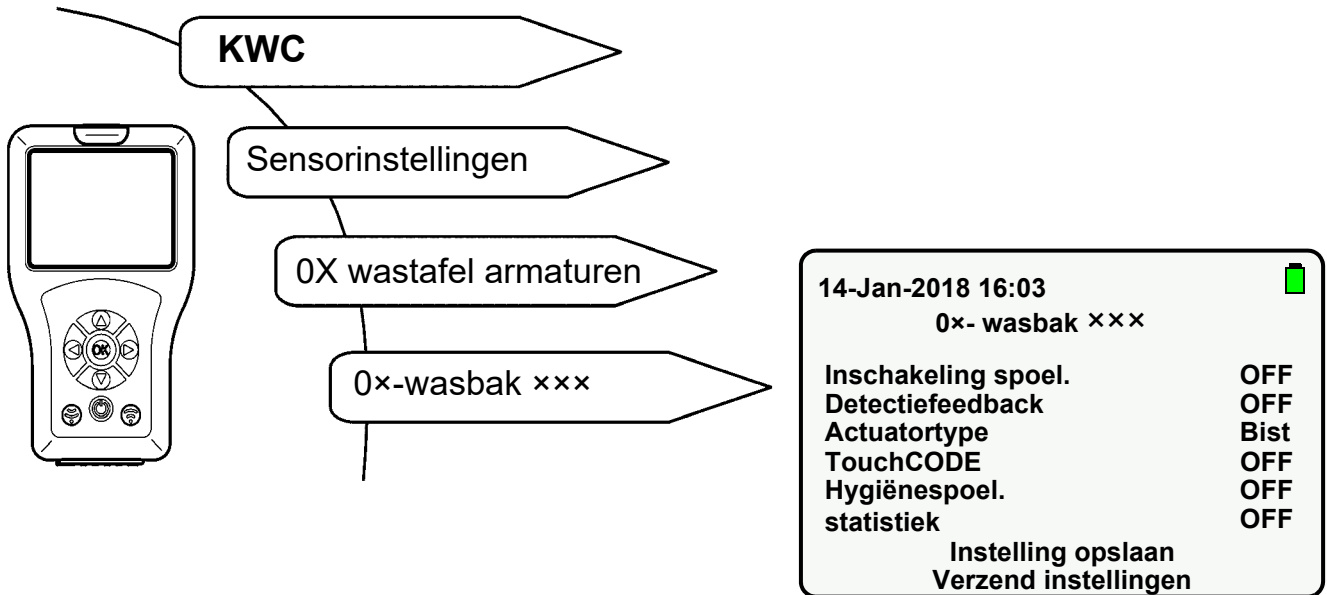 KWC
Sensorinstellingen
0X wastafel armaturen
0×-wasbak ×××
OK
14-Jan-2018 16:03
0×- wasbak ×××
Inschakeling spoel. OFF
Detectiefeedback OFF
Actuatortype Bist
TouchCODE OFF
Hygiënespoel. OFF
statistiek OFF
Instelling opslaan
Verzend instellingen